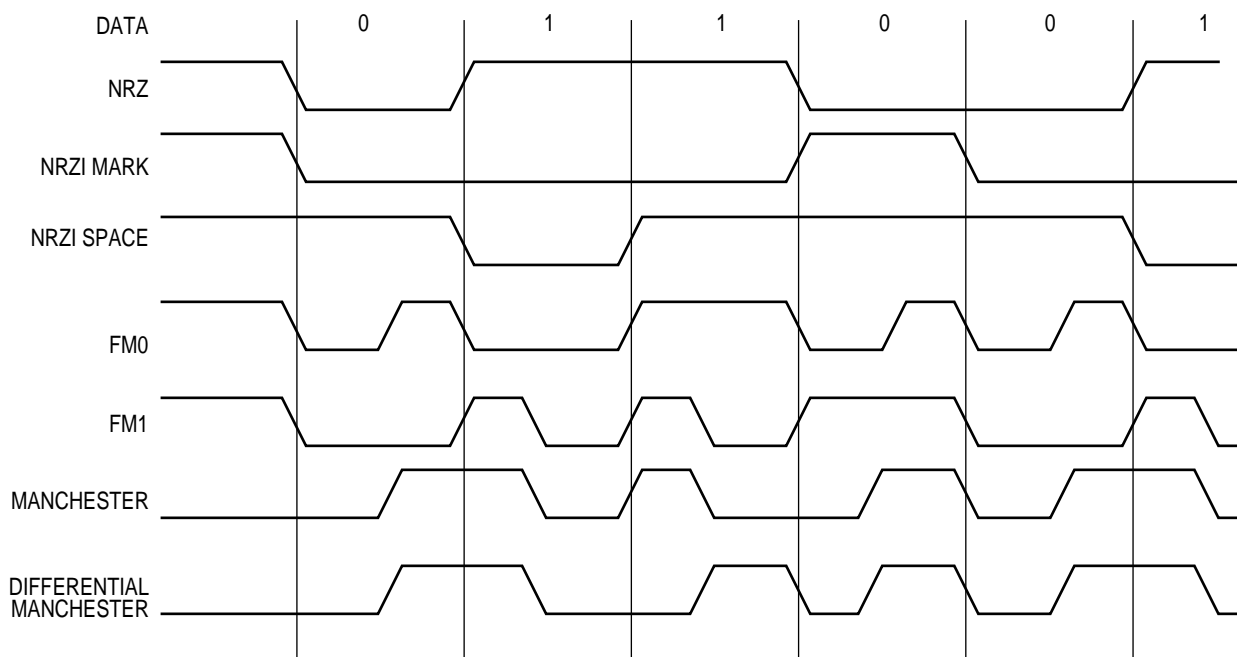 DATA 0 1 1 0 0 1
NRZ
NRZI MARK
NRZI SPACE
FM0
FM1
MANCHESTER
DIFFERENTIAL
MANCHESTER